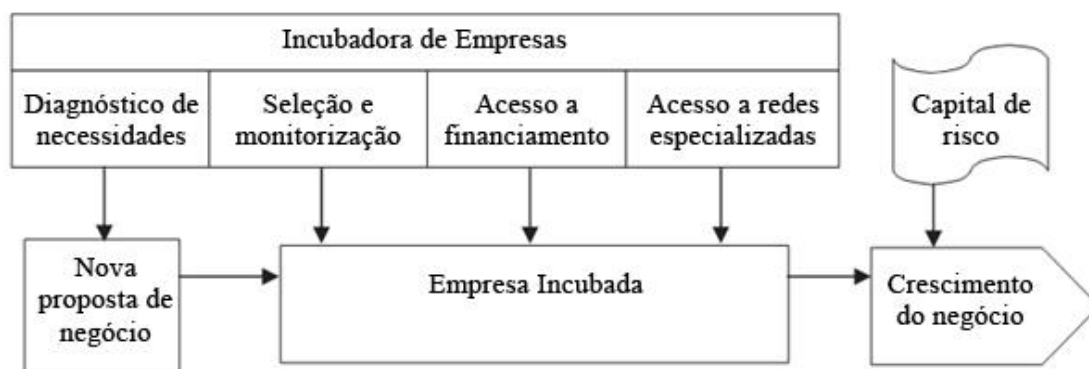 Incubadora de Empresas
Diagnóstico de
necessidades
Seleção e
monitorização
Acesso a
financiamento
Acesso a redes
especializadas
Capital de
risco
Nova
proposta de
negócio
Empresa Incubada
Crescimento
do negócio